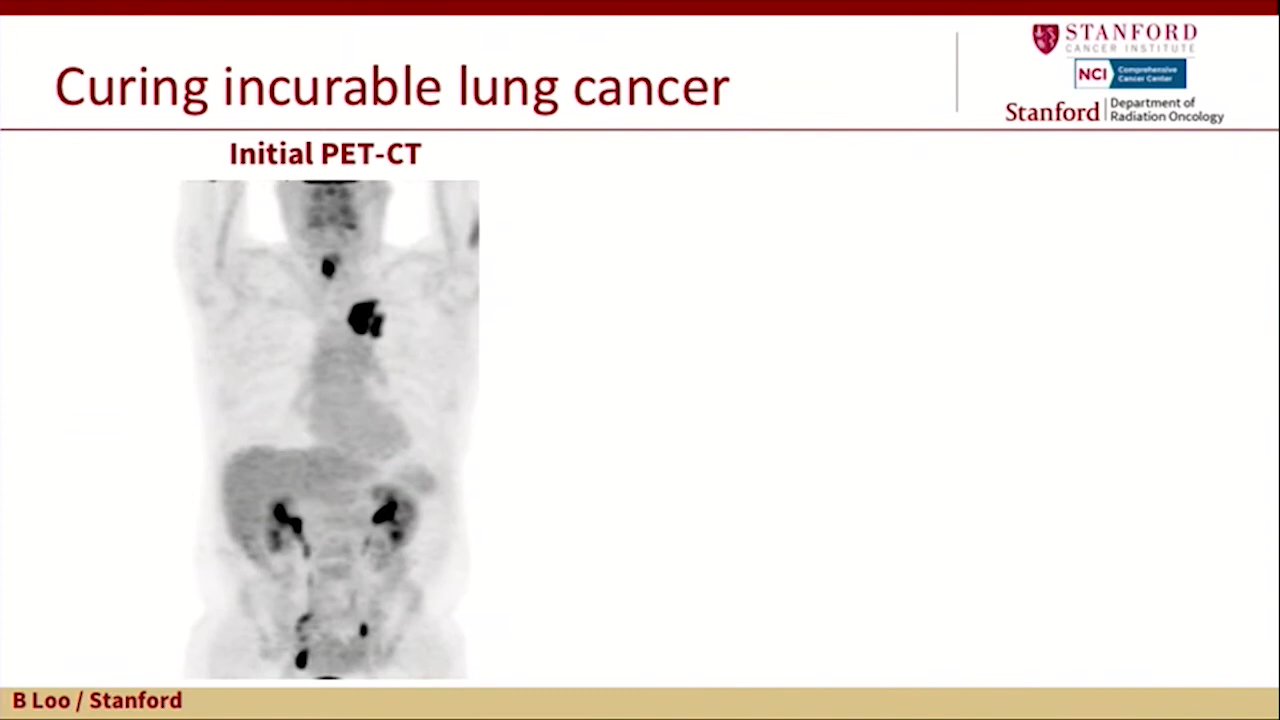 Curing incurable lung cancer
STANFORD
CANCER INSTITUTE
NCI
Comprehensive
Cancer Center
Stanford
Department of
Radiation Oncology
Initial PET-CT
B Loo / Stanford